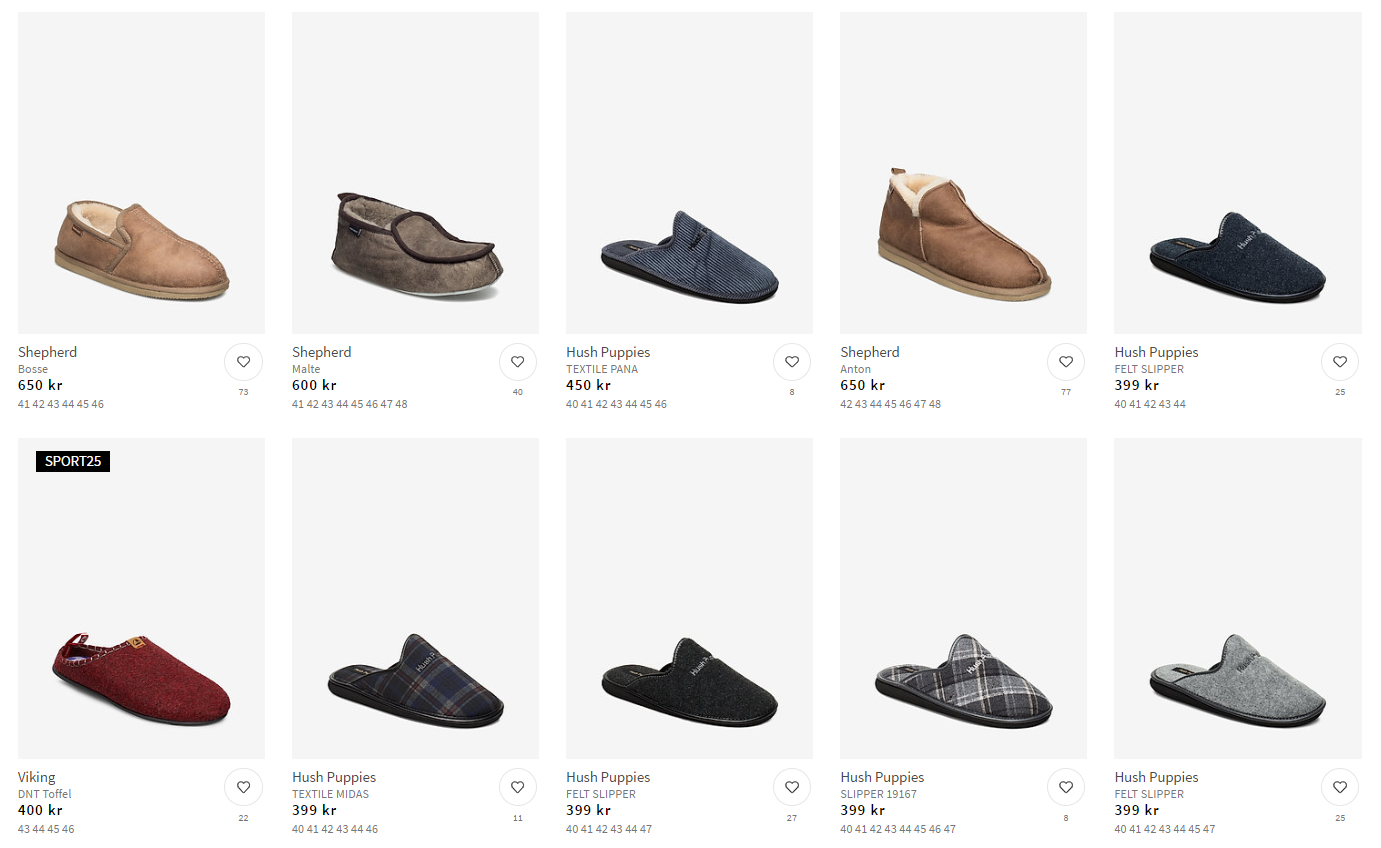 Shepherd
Bosse
650 kr
73
41 42 43 44 45 46
Shepherd
Malte
600 kr
40
41 42 43 44 45 46 47 48
Hush Puppies
TEXTILE PANA
450 kr
8
40 41 42 43 44 45 46
Shepherd
Anton
650 kr
77
42 43 44 45 46 47 48
Hush Puppies
FELT SLIPPER
399 kr
25
40 41 42 43 44
SPORT25
Viking
DNT Toffel
400 kr
22
43 44 45 46
Hush Puppies
TEXTILE MIDAS
399 kr
11
40 41 42 43 44 46
Hush Puppies
FELT SLIPPER
399 kr
27
40 41 42 43 44 47
Hush Puppies
SLIPPER 19167
399 kr
8
40 41 42 43 44 45 46 47
Hush Puppies
FELT SLIPPER
399 kr
25
40 41 42 43 44 45 47